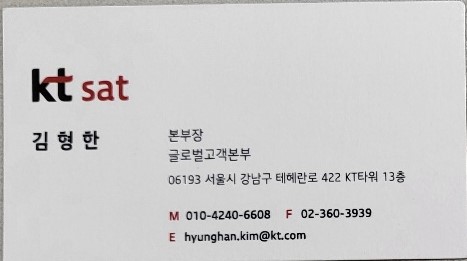 kt sat
김 형 한
본부장
글로벌고객본부
06193 서울시 강남구 테헤란로 422 KT타워 13층
M 010-4240-6608 F 02-360-3939
E hyunghan.kim@kt.com